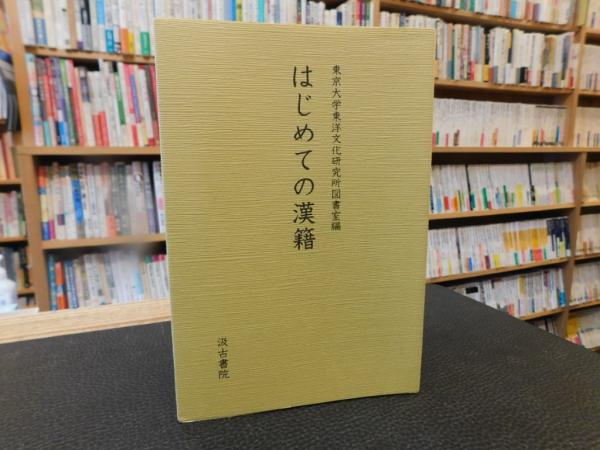 東京大学東洋文化研究所図書室編
はじめての漢籍
汲古書院